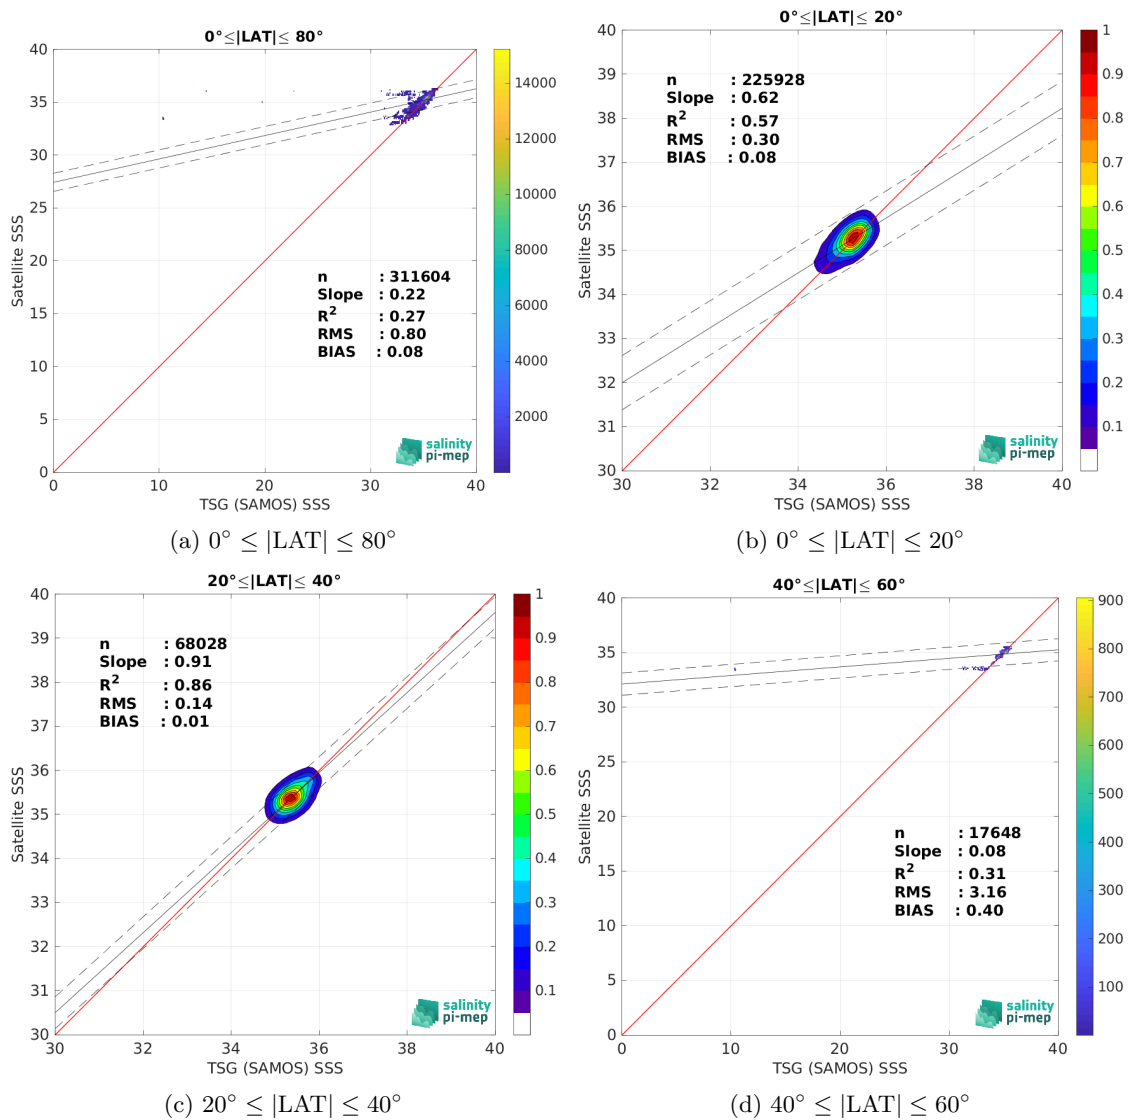 0°≤|LAT|≤ 80°
40
35
30
25
20
15
10
5
0
Satellite SSS
n : 311604
Slope : 0.22
R² : 0.27
RMS : 0.80
BIAS : 0.08
salinity
pi-mep
0 10 20 30 40
TSG (SAMOS) SSS
14000
12000
10000
8000
6000
4000
2000
(a) 0° ≤ |LAT| ≤ 80°
0°≤|LAT|≤ 20°
40
39
38
37
36
35
34
33
32
31
30
Satellite SSS
n : 225928
Slope : 0.62
R² : 0.57
RMS : 0.30
BIAS : 0.08
salinity
pi-mep
30 32 34 36 38 40
TSG (SAMOS) SSS
1
0.9
0.8
0.7
0.6
0.5
0.4
0.3
0.2
0.1
(b) 0° ≤ |LAT| ≤ 20°
20°≤|LAT|≤ 40°
40
39
38
37
36
35
34
33
32
31
30
Satellite SSS
n : 68028
Slope : 0.91
R² : 0.86
RMS : 0.14
BIAS : 0.01
salinity
pi-mep
30 32 34 36 38 40
TSG (SAMOS) SSS
1
0.9
0.8
0.7
0.6
0.5
0.4
0.3
0.2
0.1
(c) 20° ≤ |LAT| ≤ 40°
40°≤|LAT|≤ 60°
40
35
30
25
20
15
10
5
0
Satellite SSS
n : 17648
Slope : 0.08
R² : 0.31
RMS : 3.16
BIAS : 0.40
salinity
pi-mep
0 10 20 30 40
TSG (SAMOS) SSS
900
800
700
600
500
400
300
200
100
(d) 40° ≤ |LAT| ≤ 60°